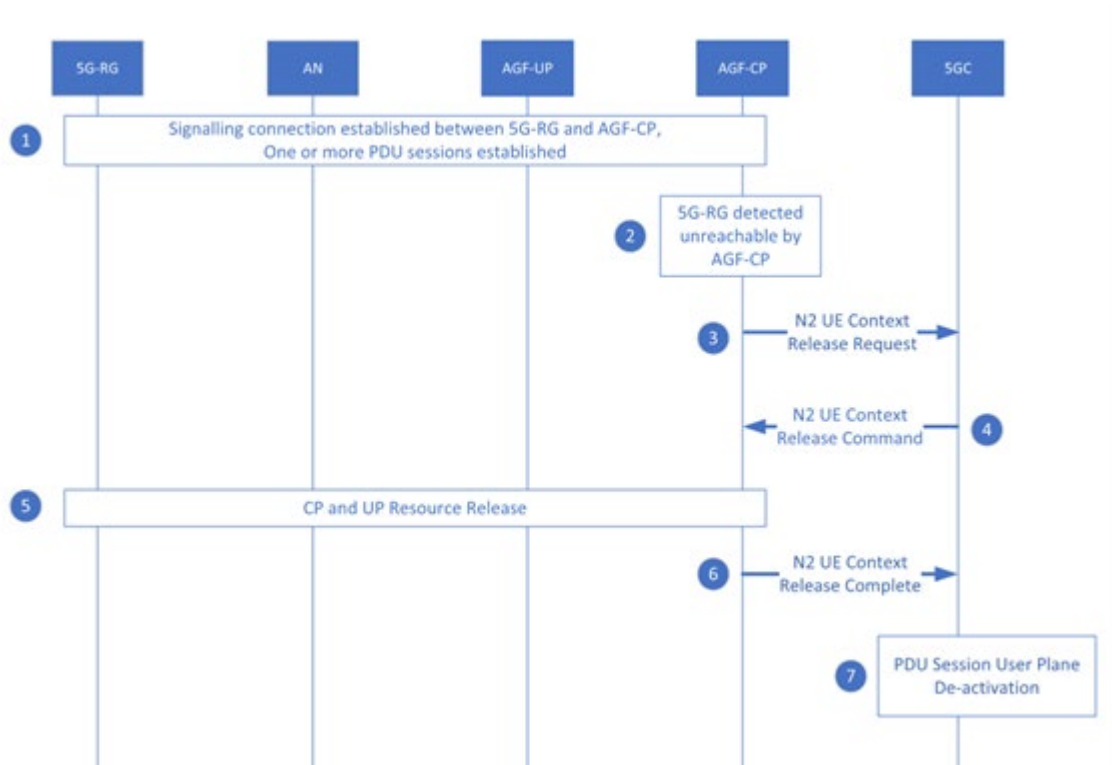 5G-RG
AN
AGF-UP
AGF-CP
5GC
1
Signalling connection established between 5G-RG and AGF-CP,
One or more PDU sessions established
2
5G-RG detected
unreachable by
AGF-CP
3
N2 UE Context
Release Request
N2 UE Context
Release Command
4
5
CP and UP Resource Release
6
N2 UE Context
Release Complete
7
PDU Session User Plane
De-activation